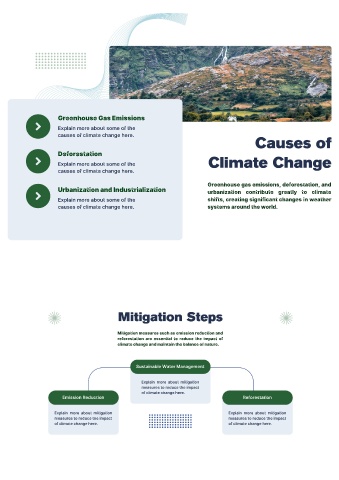 Greenhouse Gas Emissions
Explain more about some of the
causes of climate change here.
Deforestation
Explain more about some of the
causes of climate change here.
Urbanization and Industrialization
Explain more about some of the
causes of climate change here.
Causes of
Climate Change
Greenhouse gas emissions, deforestation, and
urbanization contribute greatly to climate
shifts, creating significant changes in weather
systems around the world.
Mitigation Steps
Mitigation measures such as emission reduction and
reforestation are essential to reduce the impact of
climate change and maintain the balance of nature.
Sustainable Water Management
Explain more about mitigation
measures to reduce the impact
of climate change here.
Emission Reduction
Explain more about mitigation
measures to reduce the impact
of climate change here.
Reforestation
Explain more about mitigation
measures to reduce the impact
of climate change here.